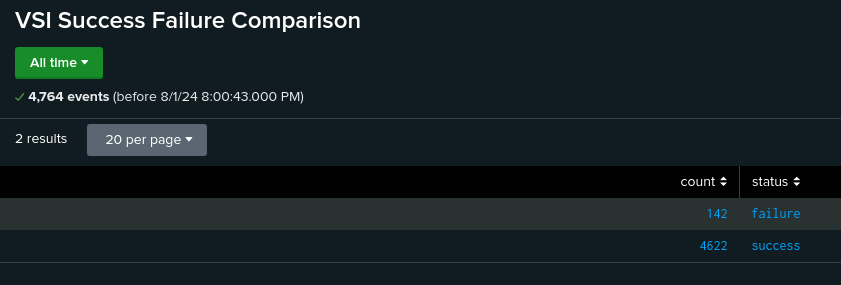 VSI Success Failure Comparison
All time
4,764 events (before 8/1/24 8:00:43.000 PM)
2 results 20 per page
count status
142 failure
4622 success